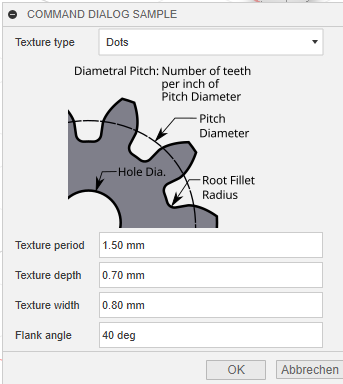 COMMAND DIALOG SAMPLE
Texture type Dots
Diametral Pitch: Number of teeth
per inch of
Pitch Diameter
Pitch
Diameter
Hole Dia.
Root Fillet
Radius
Texture period 1.50 mm
Texture depth 0.70 mm
Texture width 0.80 mm
Flank angle 40 deg
OK Abbrechen